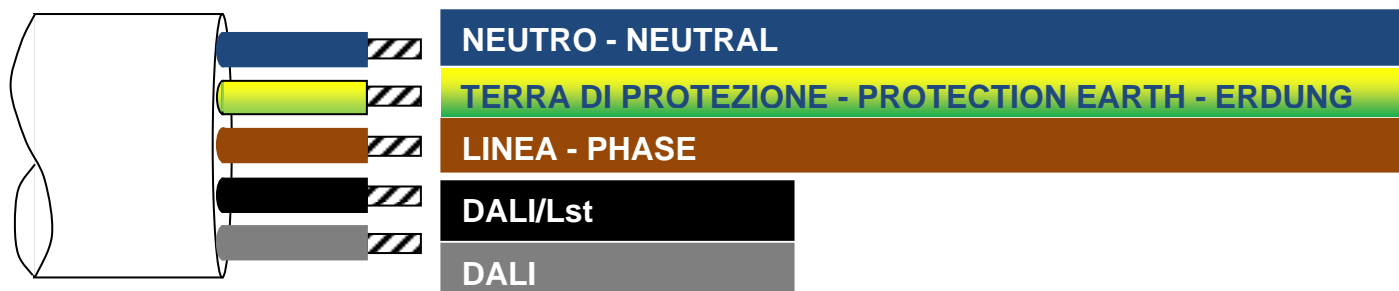 NEUTRO - NEUTRAL
TERRA DI PROTEZIONE - PROTECTION EARTH - ERDUNG
LINEA - PHASE
DALI/Lst
DALI